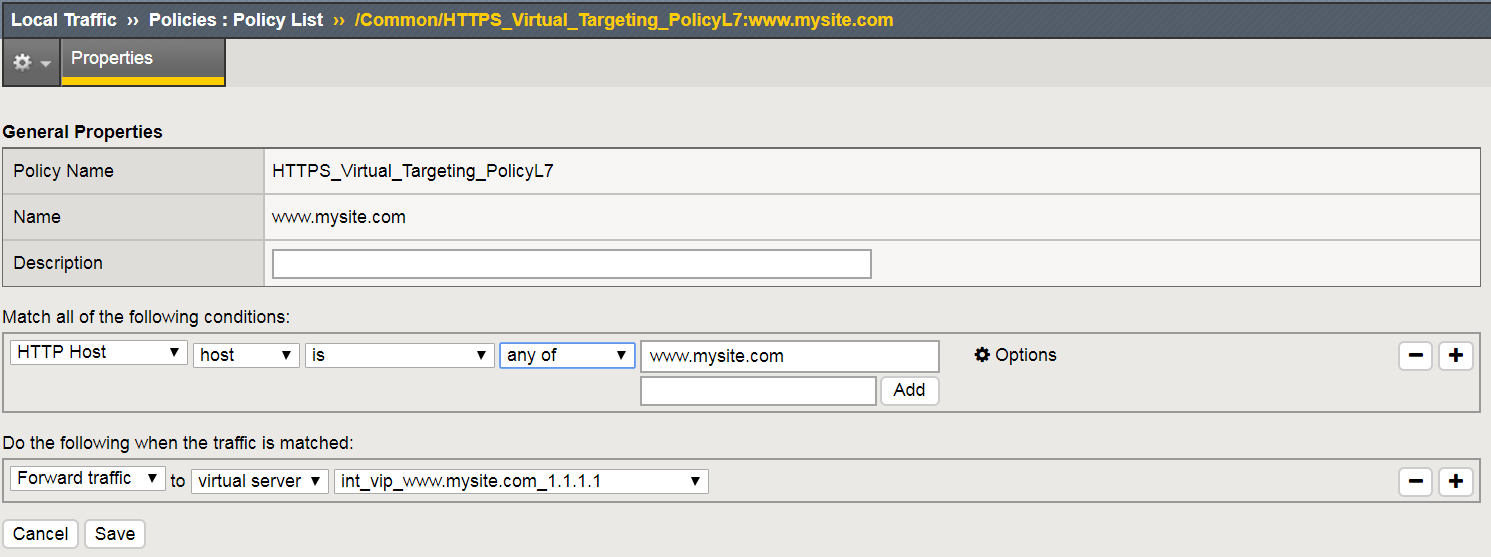 Local Traffic ›› Policies : Policy List ›› /Common/HTTPS_Virtual_Targeting_PolicyL7:www.mysite.com
Properties
General Properties
Policy Name HTTPS_Virtual_Targeting_PolicyL7
Name www.mysite.com
Description
Match all of the following conditions:
HTTP Host host is any of www.mysite.com Options
Add
Do the following when the traffic is matched:
Forward traffic to virtual server int_vip_www.mysite.com_1.1.1.1
Cancel Save